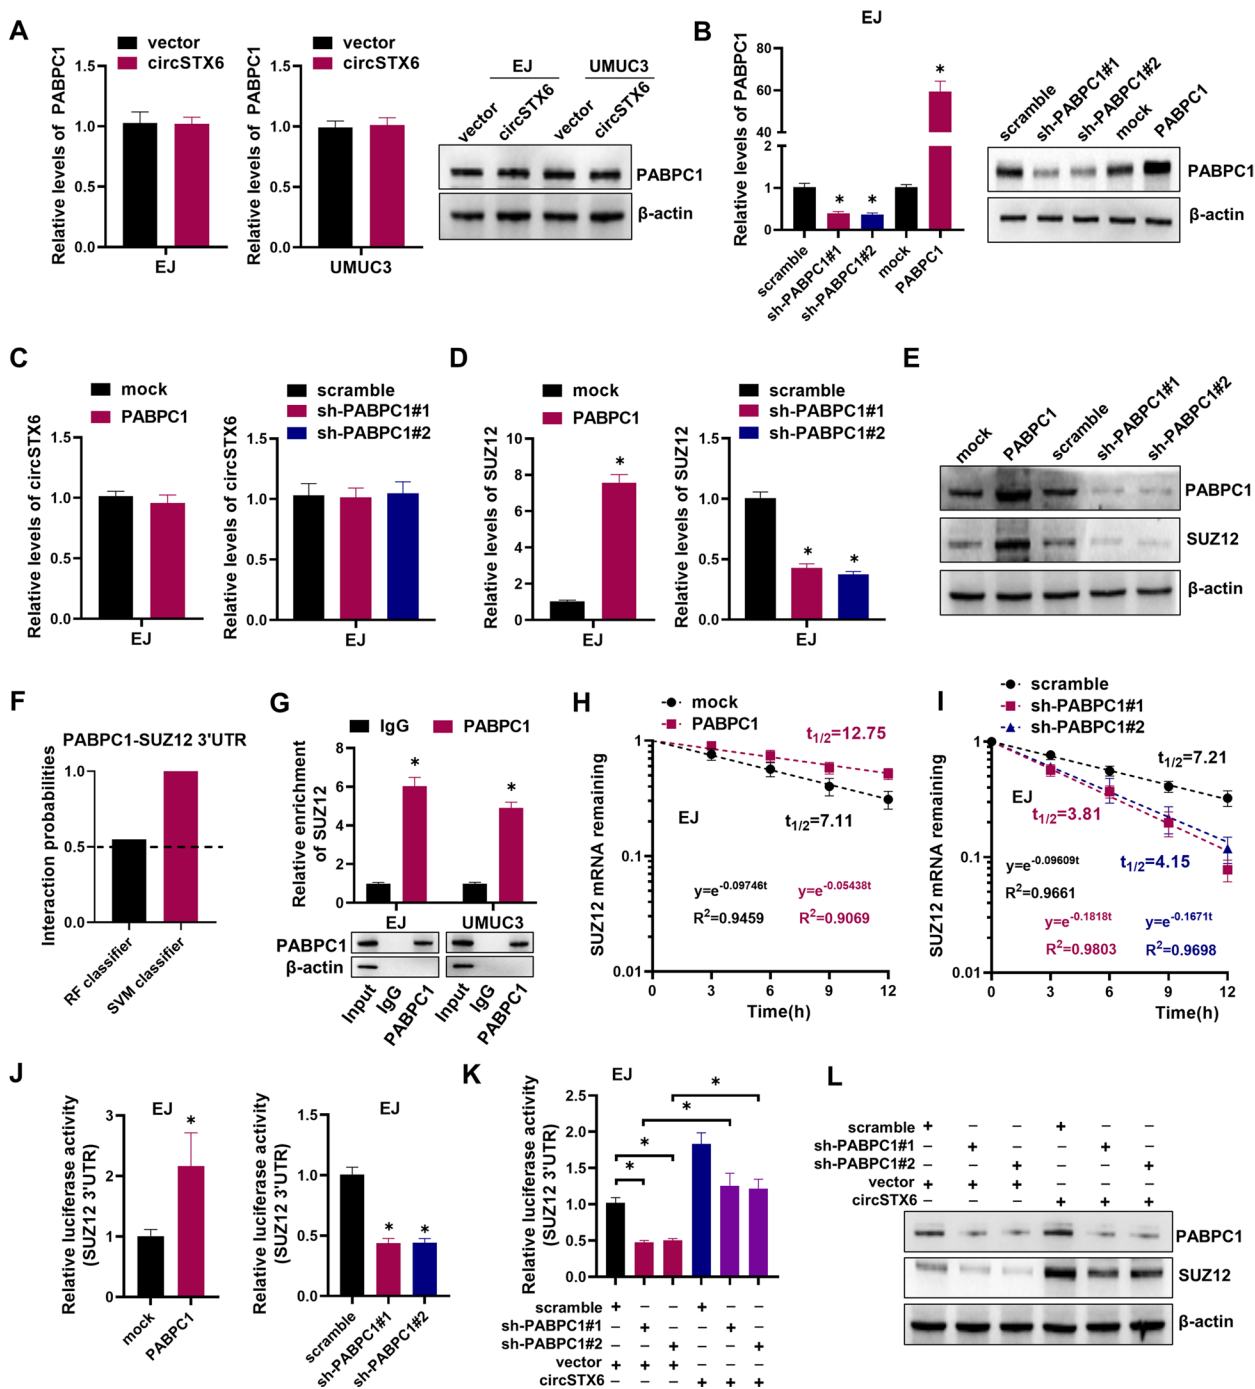 A
Relative levels of PABPC1
vector
circSTX6
1.5
1.0
0.5
0.0
EJ
Relative levels of PABPC1
vector
circSTX6
1.5
1.0
0.5
0.0
UMUC3
EJ
UMUC3
vector
circSTX6
vector
circSTX6
PABPC1
β-actin
B
EJ
Relative levels of PABPC1
80
60
40
2
1
0
*
*
*
scramble
sh-PABPC1#1
sh-PABPC1#2
mock
PABPC1
scramble
sh-PABPC1#1
sh-PABPC1#2
mock
PABPC1
PABPC1
β-actin
C
mock
PABPC1
Relative levels of circSTX6
1.5
1.0
0.5
0.0
EJ
scramble
sh-PABPC1#1
sh-PABPC1#2
Relative levels of circSTX6
1.5
1.0
0.5
0.0
EJ
D
mock
PABPC1
Relative levels of SUZ12
8
6
4
2
0
*
EJ
scramble
sh-PABPC1#1
sh-PABPC1#2
Relative levels of SUZ12
1.5
1.0
0.5
0.0
*
*
EJ
E
mock
PABPC1
scramble
sh-PABPC1#1
sh-PABPC1#2
PABPC1
SUZ12
β-actin
F
PABPC1-SUZ12 3'UTR
Interaction probabilities
1.0
0.5
0.0
RF classifier
SVM classifier
G
IgG
PABPC1
Relative enrichment
of SUZ12
8
6
4
2
0
*
*
EJ
UMUC3
PABPC1
β-actin
Input
IgG
PABPC1
Input
IgG
PABPC1
H
mock
PABPC1
SUZ12 mRNA remaining
1
0.1
0.01
t1/2=12.75
EJ
t1/2=7.11
y=e-0.09746t
y=e-0.05438t
R2=0.9459
R2=0.9069
0
3
6
9
12
Time(h)
I
scramble
sh-PABPC1#1
sh-PABPC1#2
SUZ12 mRNA remaining
1
0.1
0.01
t1/2=7.21
EJ
t1/2=3.81
t1/2=4.15
y=e-0.09609t
R2=0.9661
y=e-0.1818t
y=e-0.1671t
R2=0.9803
R2=0.9698
0
3
6
9
12
Time(h)
J
EJ
Relative luciferase activity
(SUZ12 3'UTR)
3
2
1
0
*
mock
PABPC1
EJ
Relative luciferase activity
(SUZ12 3'UTR)
1.5
1.0
0.5
0.0
*
*
scramble
sh-PABPC1#1
sh-PABPC1#2
K
EJ
Relative luciferase activity
(SUZ12 3'UTR)
2.5
2.0
1.5
1.0
0.5
0.0
*
*
*
*
scramble + – – + – –
sh-PABPC1#1 – + – – + –
sh-PABPC1#2 – – + – – +
vector + + + – – –
circSTX6 – – – + + +
L
scramble + – – + – –
sh-PABPC1#1 – + – – + –
sh-PABPC1#2 – – + – – +
vector + + + – – –
circSTX6 – – – + + +
PABPC1
SUZ12
β-actin